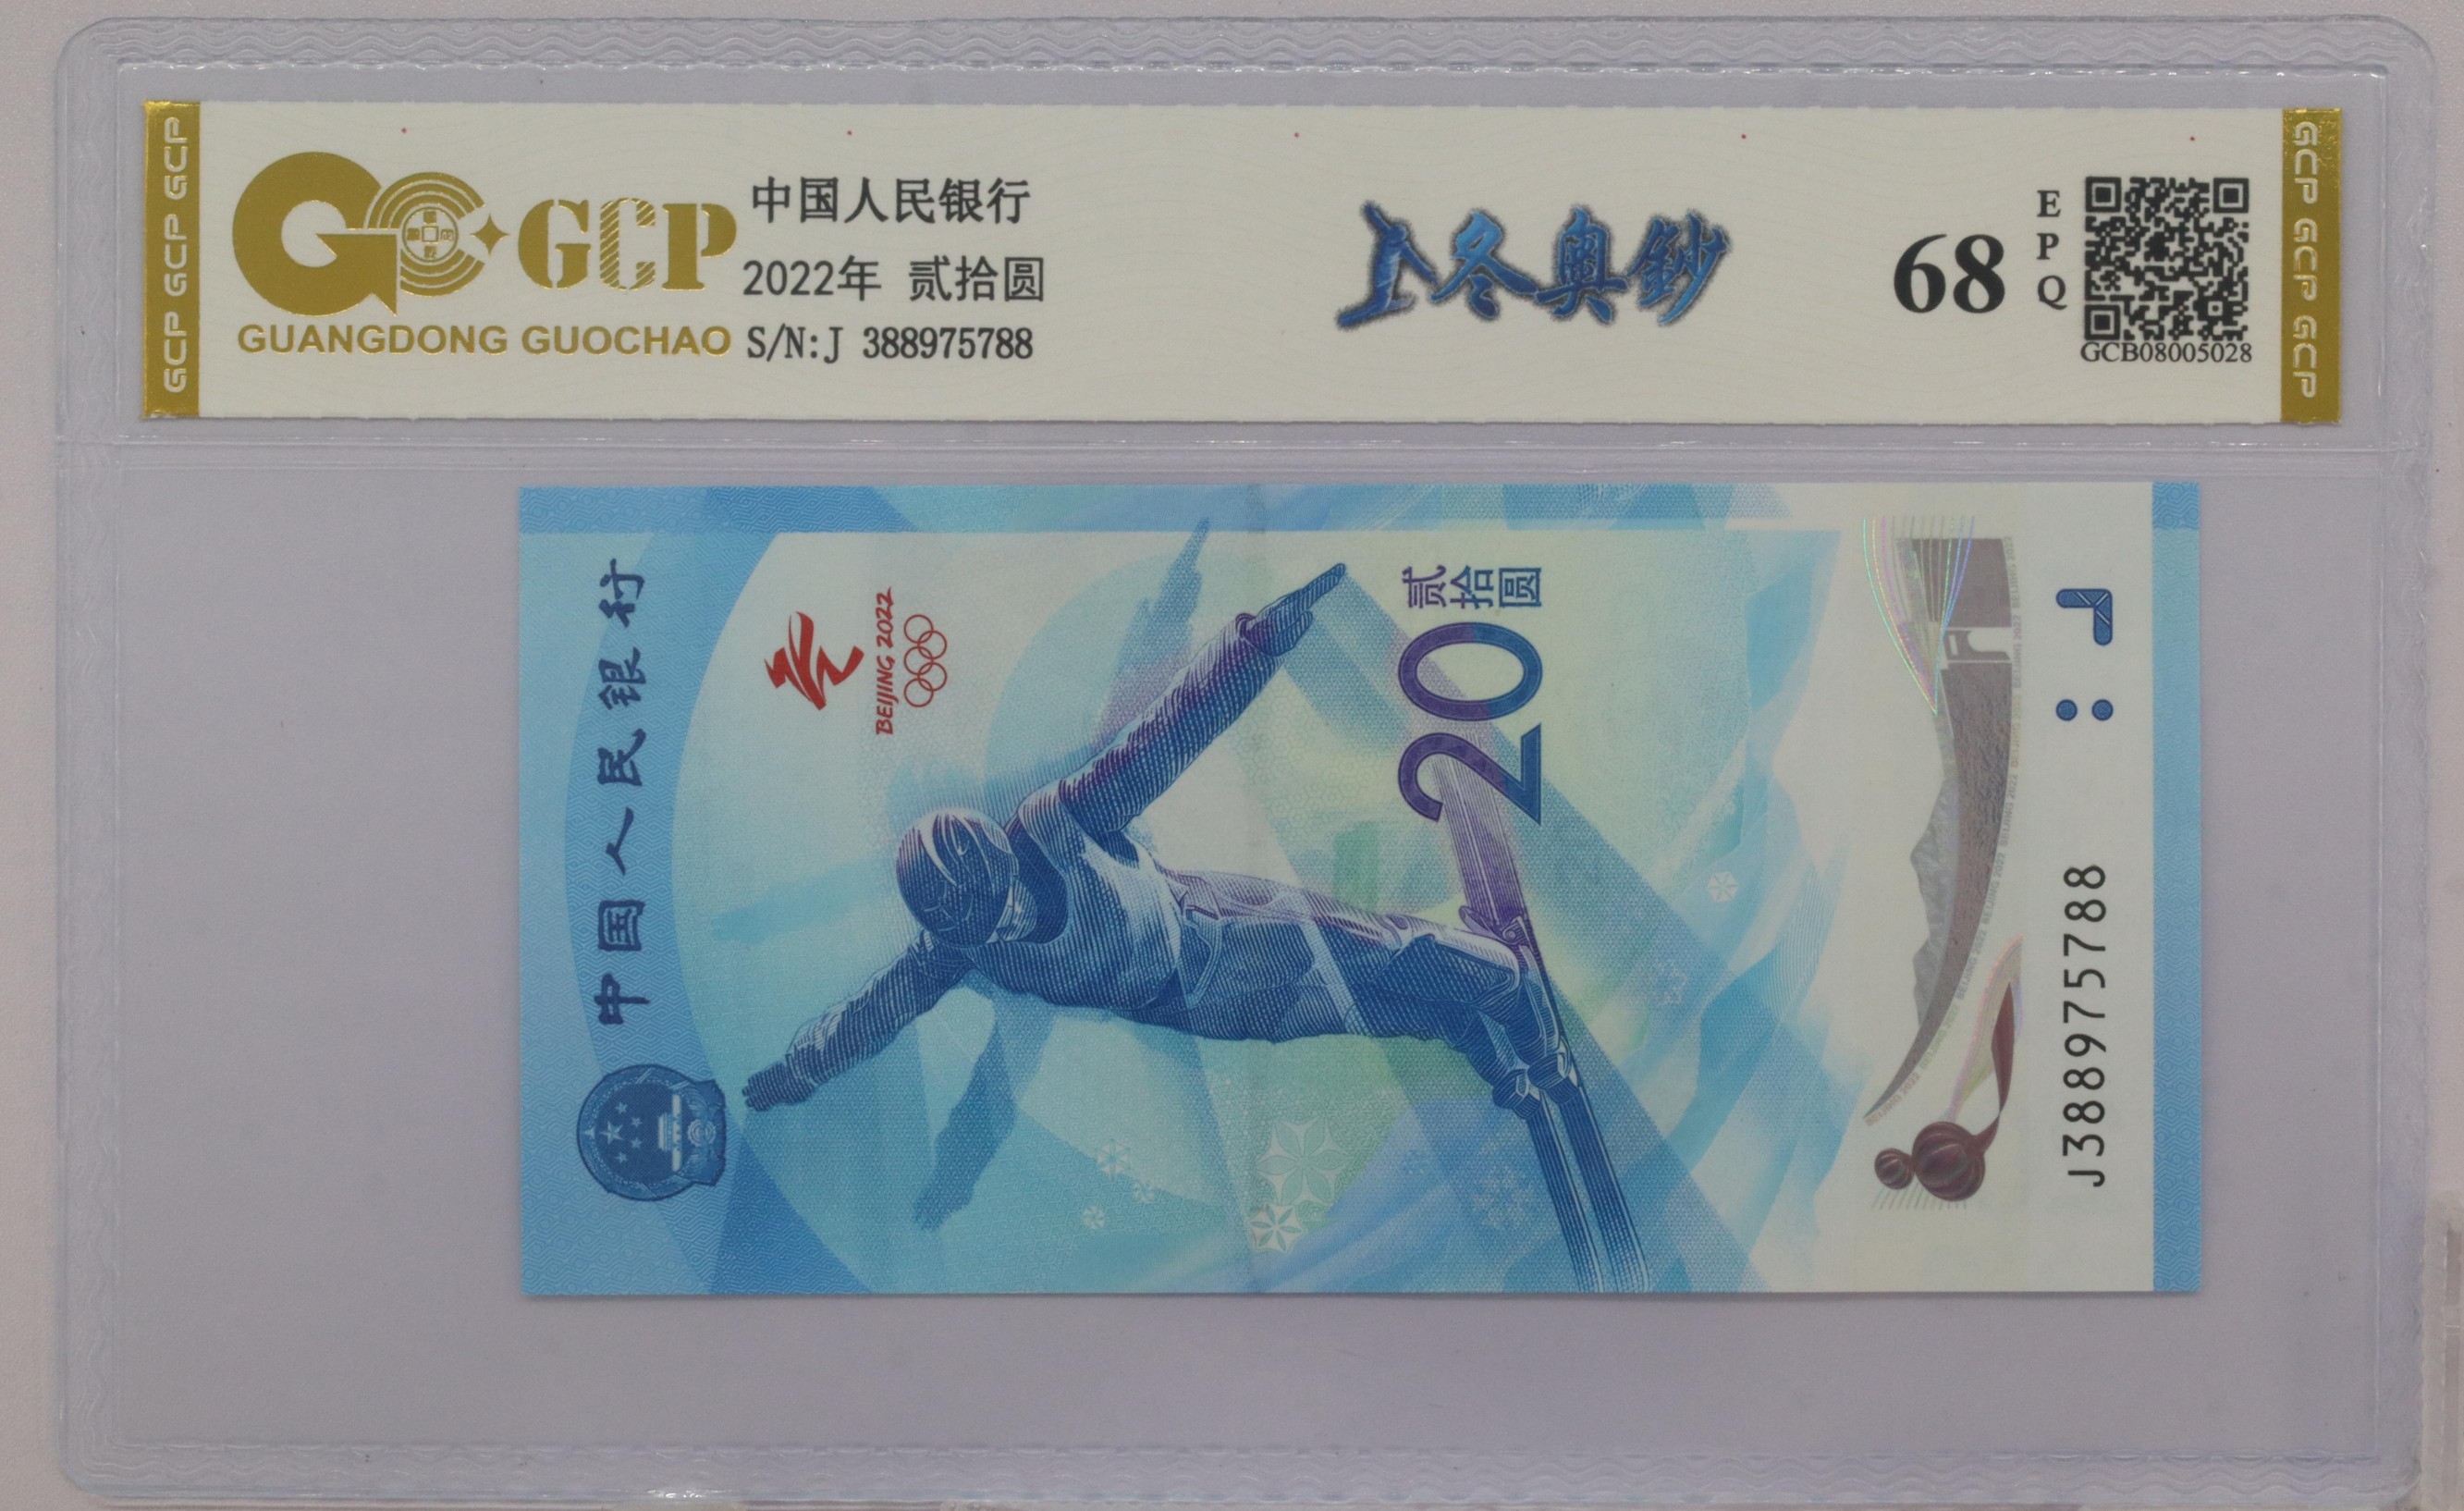 GCP GCP GCP
GCP
GUANGDONG GUOCHAO
中国人民银行
2022年 贰拾圆
S/N:J 388975788
冬奥鈔
68
EPQ
GCB08005028
GCP GCP GCP
中国人民银行
BEIJING 2022
贰拾圆
20
J388975788